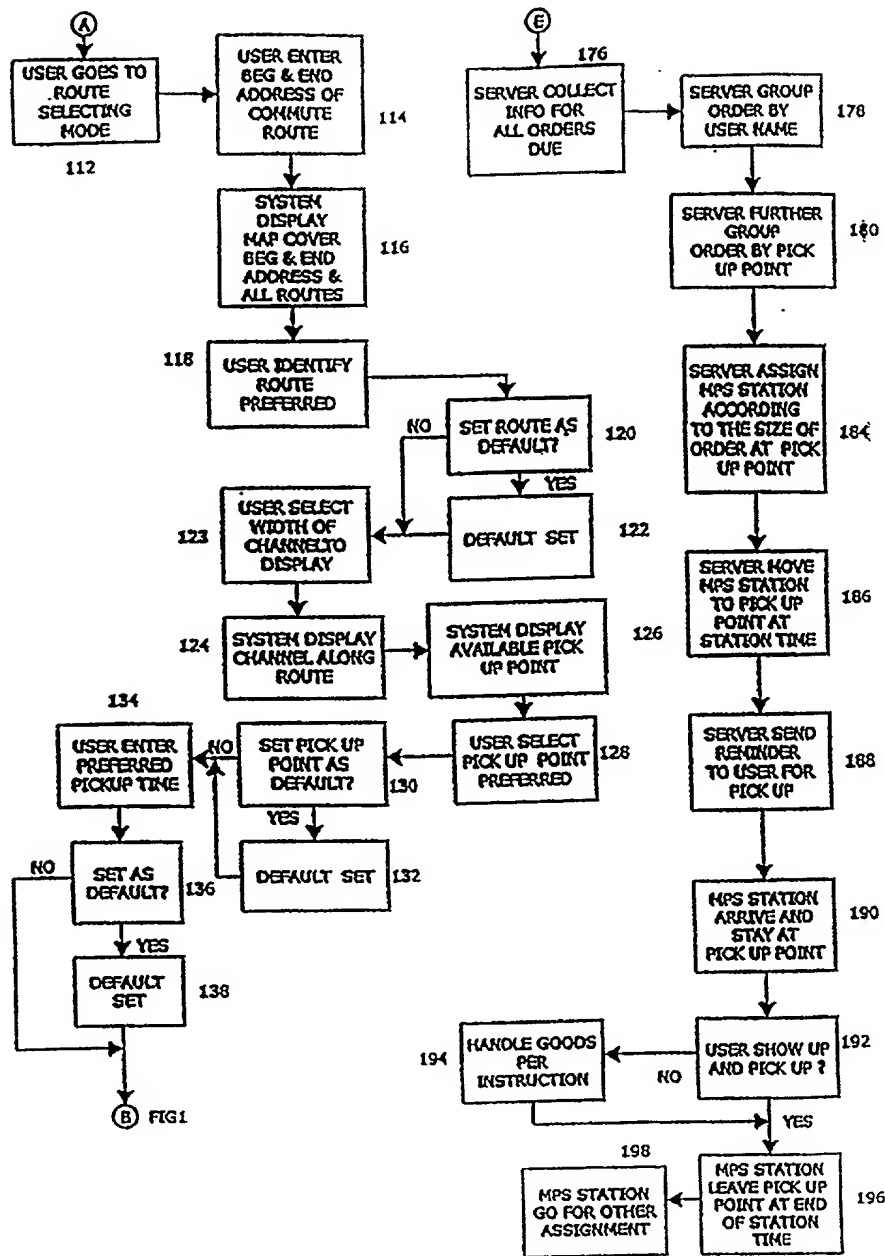 A
USER GOES TO
ROUTE
SELECTING
MODE
112
USER ENTER
BEG & END
ADDRESS OF
COMMUTE
ROUTE
114
SYSTEM
DISPLAY
MAP COVER
BEG & END
ADDRESS &
ALL ROUTES
116
118
USER IDENTIFY
ROUTE
PREFERRED
NO
SET ROUTE AS
DEFAULT?
120
YES
123
USER SELECT
WIDTH OF
CHANNELTO
DISPLAY
DEFAULT SET
122
124
SYSTEM DISPLAY
CHANNEL ALONG
ROUTE
SYSTEM DISPLAY
AVAILABLE PICK
UP POINT
126
134
USER ENTER
PREFERRED
PICKUP TIME
NO
SET PICK UP
POINT AS
DEFAULT?
130
USER SELECT
PICK UP POINT
PREFERRED
128
YES
DEFAULT SET
132
NO
SET AS
DEFAULT?
136
YES
DEFAULT
SET
138
B FIG1
E
176
SERVER COLLECT
INFO FOR
ALL ORDERS
DUE
SERVER GROUP
ORDER BY
USER NAME
178
SERVER FURTHER
GROUP
ORDER BY PICK
UP POINT
180
SERVER ASSIGN
MPS STATION
ACCORDING
TO THE SIZE OF
ORDER AT PICK
UP POINT
184
SERVER MOVE
MPS STATION
TO PICK UP
POINT AT
STATION TIME
186
SERVER SEND
REMINDER
TO USER FOR
PICK UP
188
MPS STATION
ARRIVE AND
STAY AT
PICK UP POINT
190
194
HANDLE GOODS
PER
INSTRUCTION
NO
USER SHOW UP
AND PICK UP ?
192
YES
198
MPS STATION
GO FOR OTHER
ASSIGNMENT
MPS STATION
LEAVE PICK UP
POINT AT END
OF STATION
TIME
196